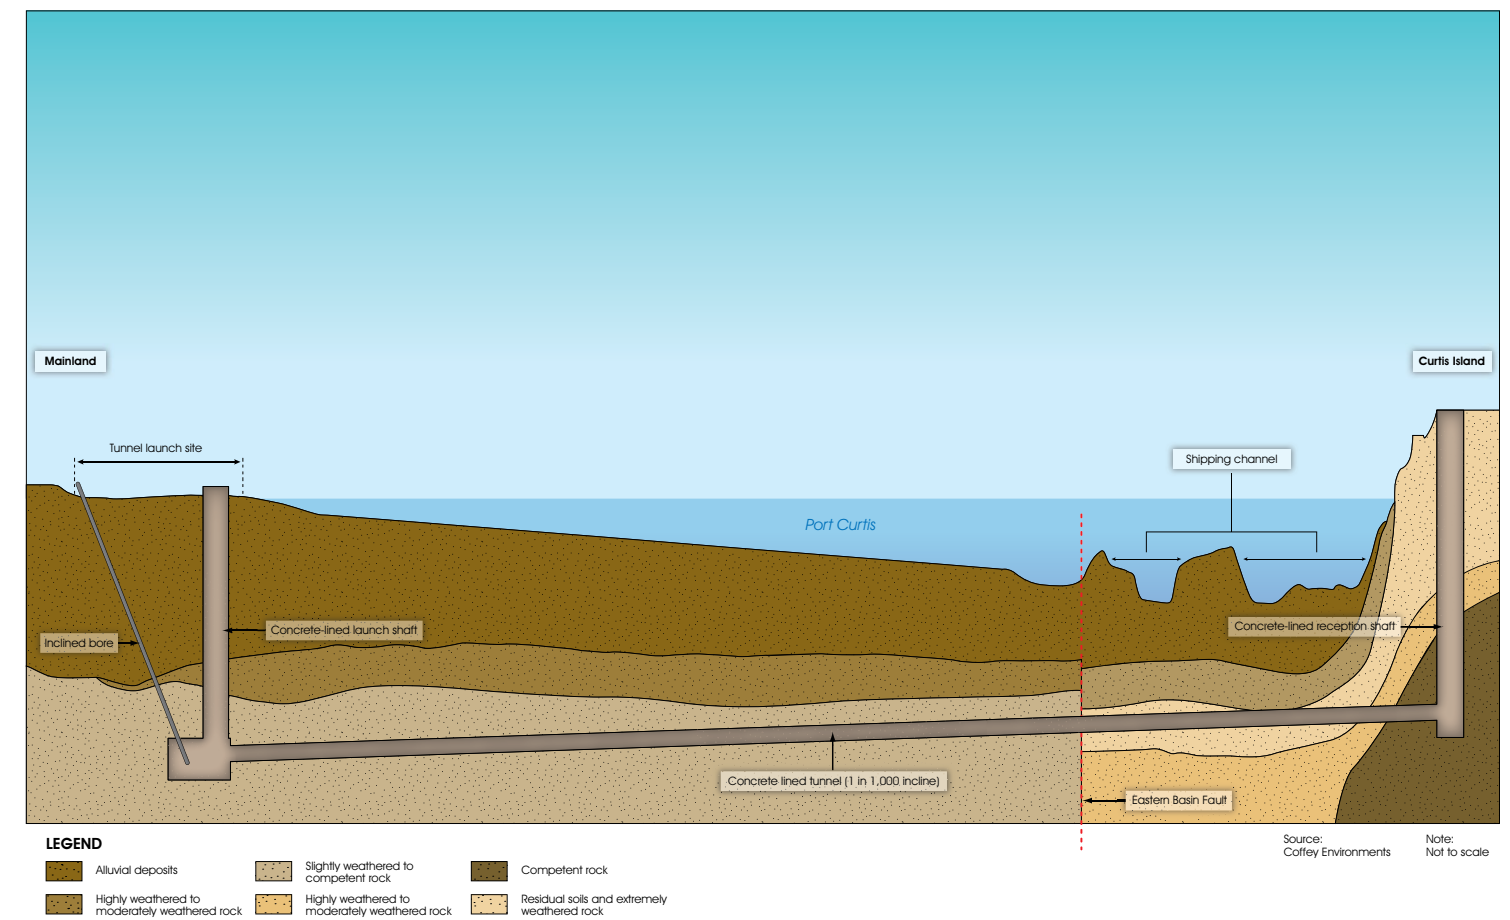 Mainland
Curtis Island
Tunnel launch site
Shipping channel
Port Curtis
Concrete-lined launch shaft
Inclined bore
Concrete-lined reception shaft
Concrete lined tunnel (1 in 1,000 incline)
Eastern Basin Fault
LEGEND
Alluvial deposits
Highly weathered to
moderately weathered rock
Slightly weathered to
competent rock
Highly weathered to
moderately weathered rock
Competent rock
Residual soils and extremely
weathered rock
Source:
Coffey Environments
Note:
Not to scale